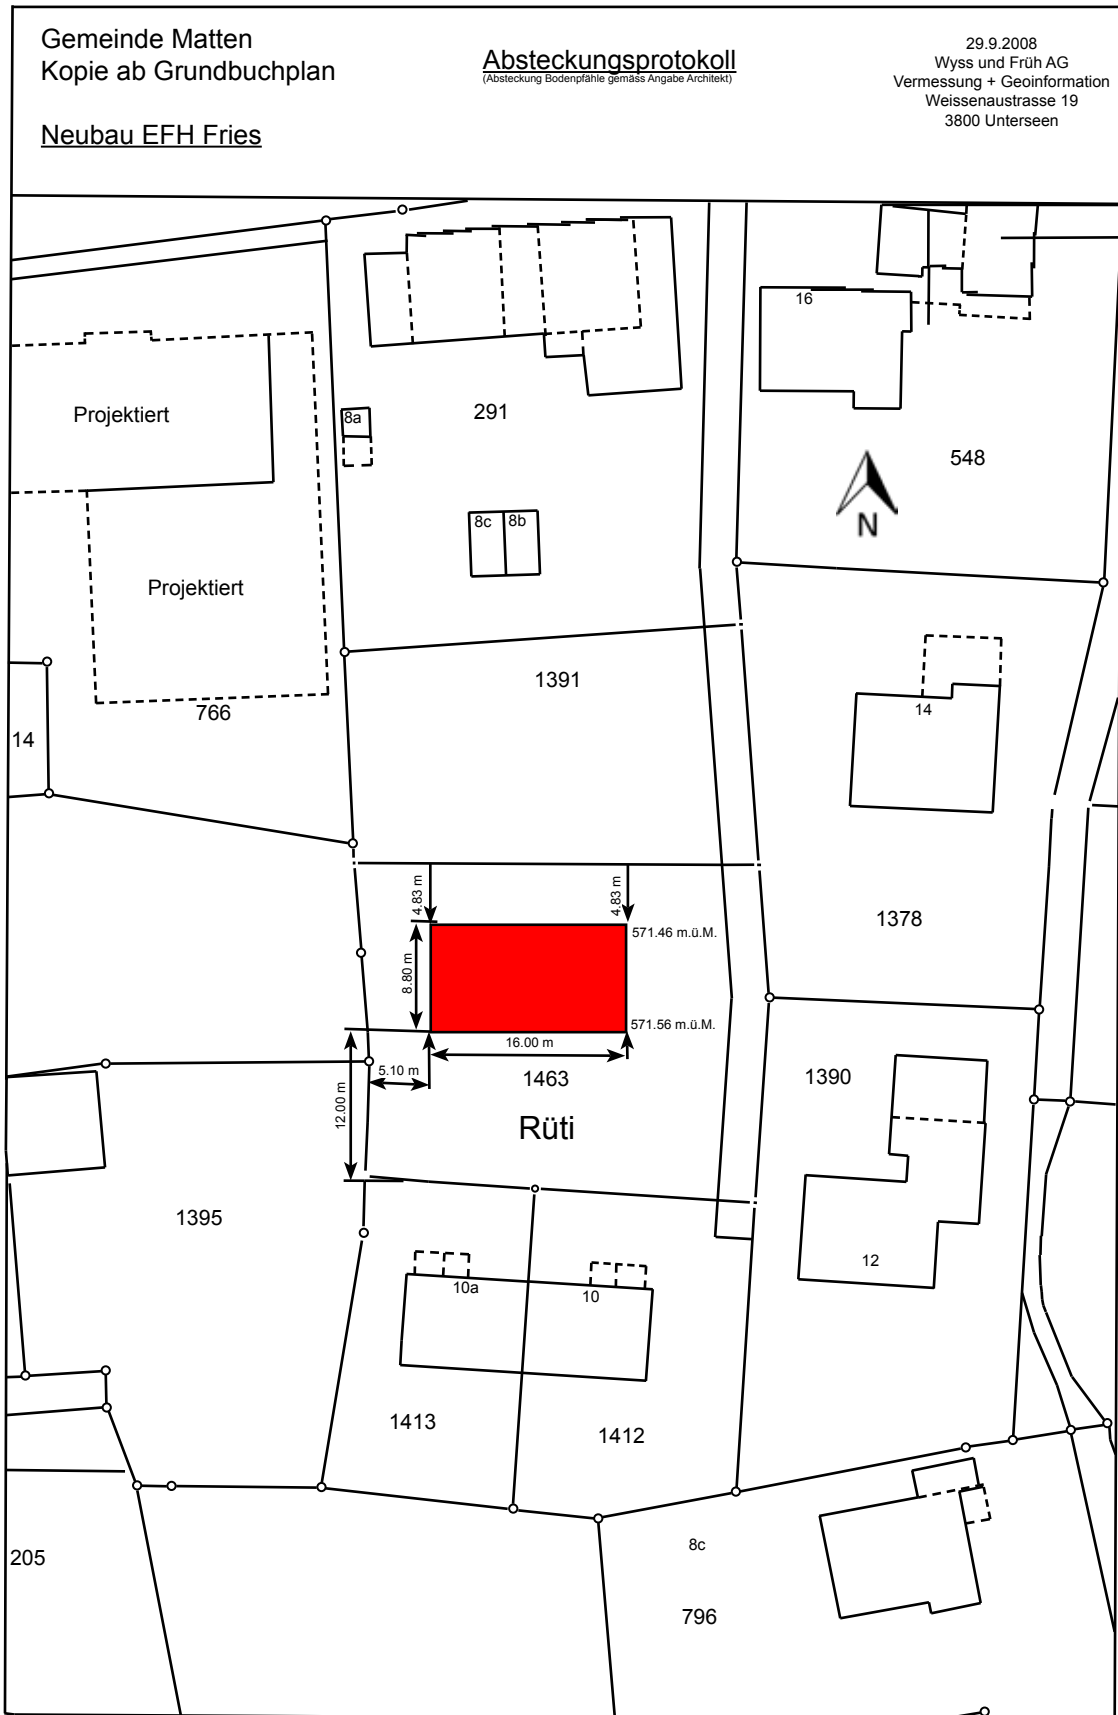 Gemeinde Matten
Kopie ab Grundbuchplan
Neubau EFH Fries
Absteckungsprotokoll
(Absteckung Bodenpfähle gemäss Angabe Architekt)
29.9.2008
Wyss und Früh AG
Vermessung + Geoinformation
Weissenaustrasse 19
3800 Unterseen
16
Projektiert
8a
291
548
8c
8b
N
Projektiert
1391
766
14
14
4.83 m
4.83 m
1378
571.46 m.ü.M.
8.80 m
571.56 m.ü.M.
16.00 m
5.10 m
1463
1390
12.00 m
Rüti
1395
12
10a
10
1413
1412
8c
205
796